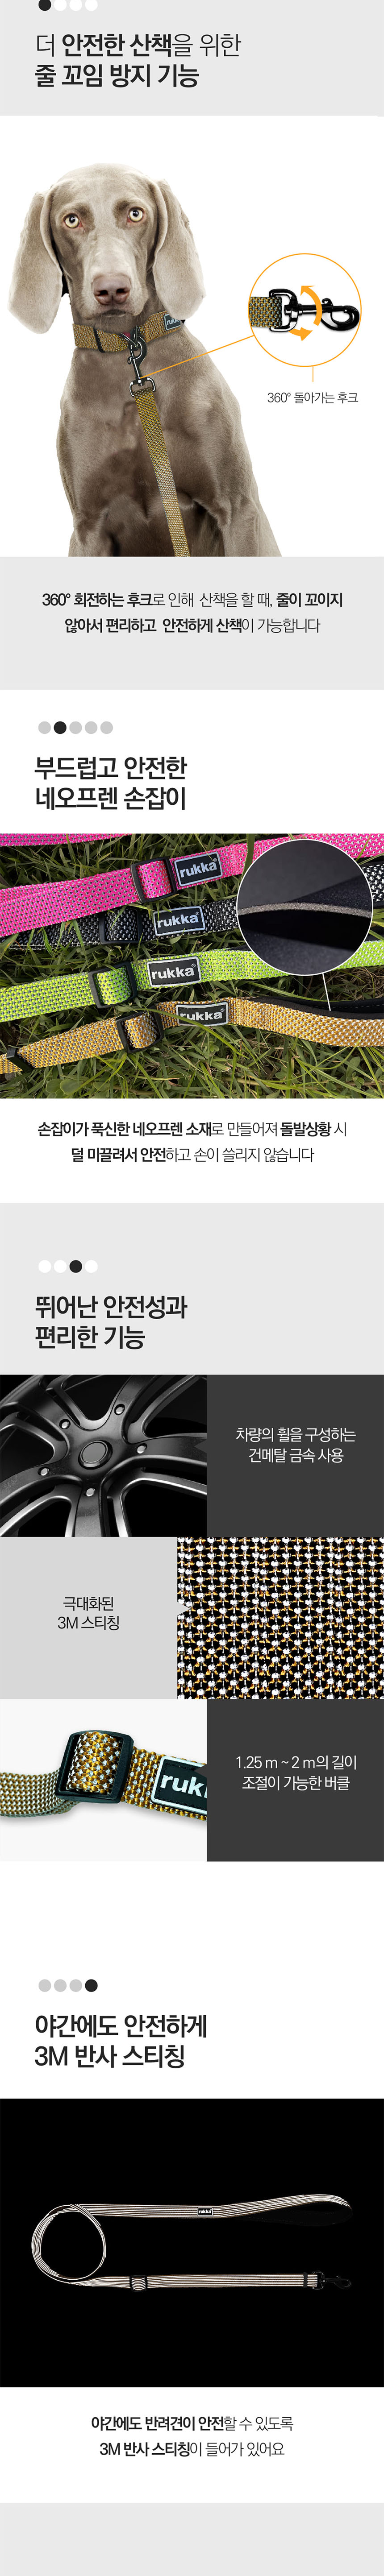 더 안전한 산책을 위한
줄 꼬임 방지 기능
360° 돌아가는 후크
360° 회전하는 후크로 인해 산책을 할 때, 줄이 꼬이지
않아서 편리하고 안전하게 산책이 가능합니다
부드럽고 안전한
네오프렌 손잡이
rukka
rukka
rukka
rukka
손잡이가 푹신한 네오프렌 소재로 만들어져 돌발상황 시
덜 미끌려서 안전하고 손이 쓸리지 않습니다
뛰어난 안전성과
편리한 기능
차량의 휠을 구성하는
건메탈 금속 사용
극대화된
3M 스티칭
ruk
1.25 m ~ 2 m의 길이
조절이 가능한 버클
야간에도 안전하게
3M 반사 스티칭
rukka
야간에도 반려견이 안전할 수 있도록
3M 반사 스티칭이 들어가 있어요